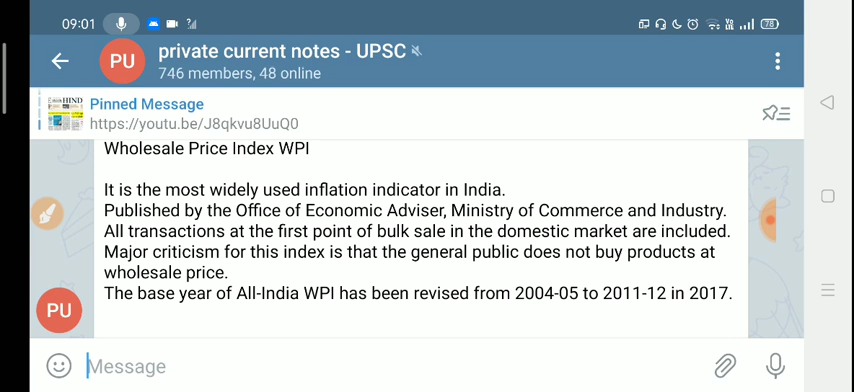 09:01
78
PU
private current notes - UPSC
746 members, 48 online
HIND
Pinned Message
https://youtu.be/J8qkvu8UuQ0
Wholesale Price Index WPI
It is the most widely used inflation indicator in India.
Published by the Office of Economic Adviser, Ministry of Commerce and Industry.
All transactions at the first point of bulk sale in the domestic market are included.
Major criticism for this index is that the general public does not buy products at
wholesale price.
The base year of All-India WPI has been revised from 2004-05 to 2011-12 in 2017.
PU
Message